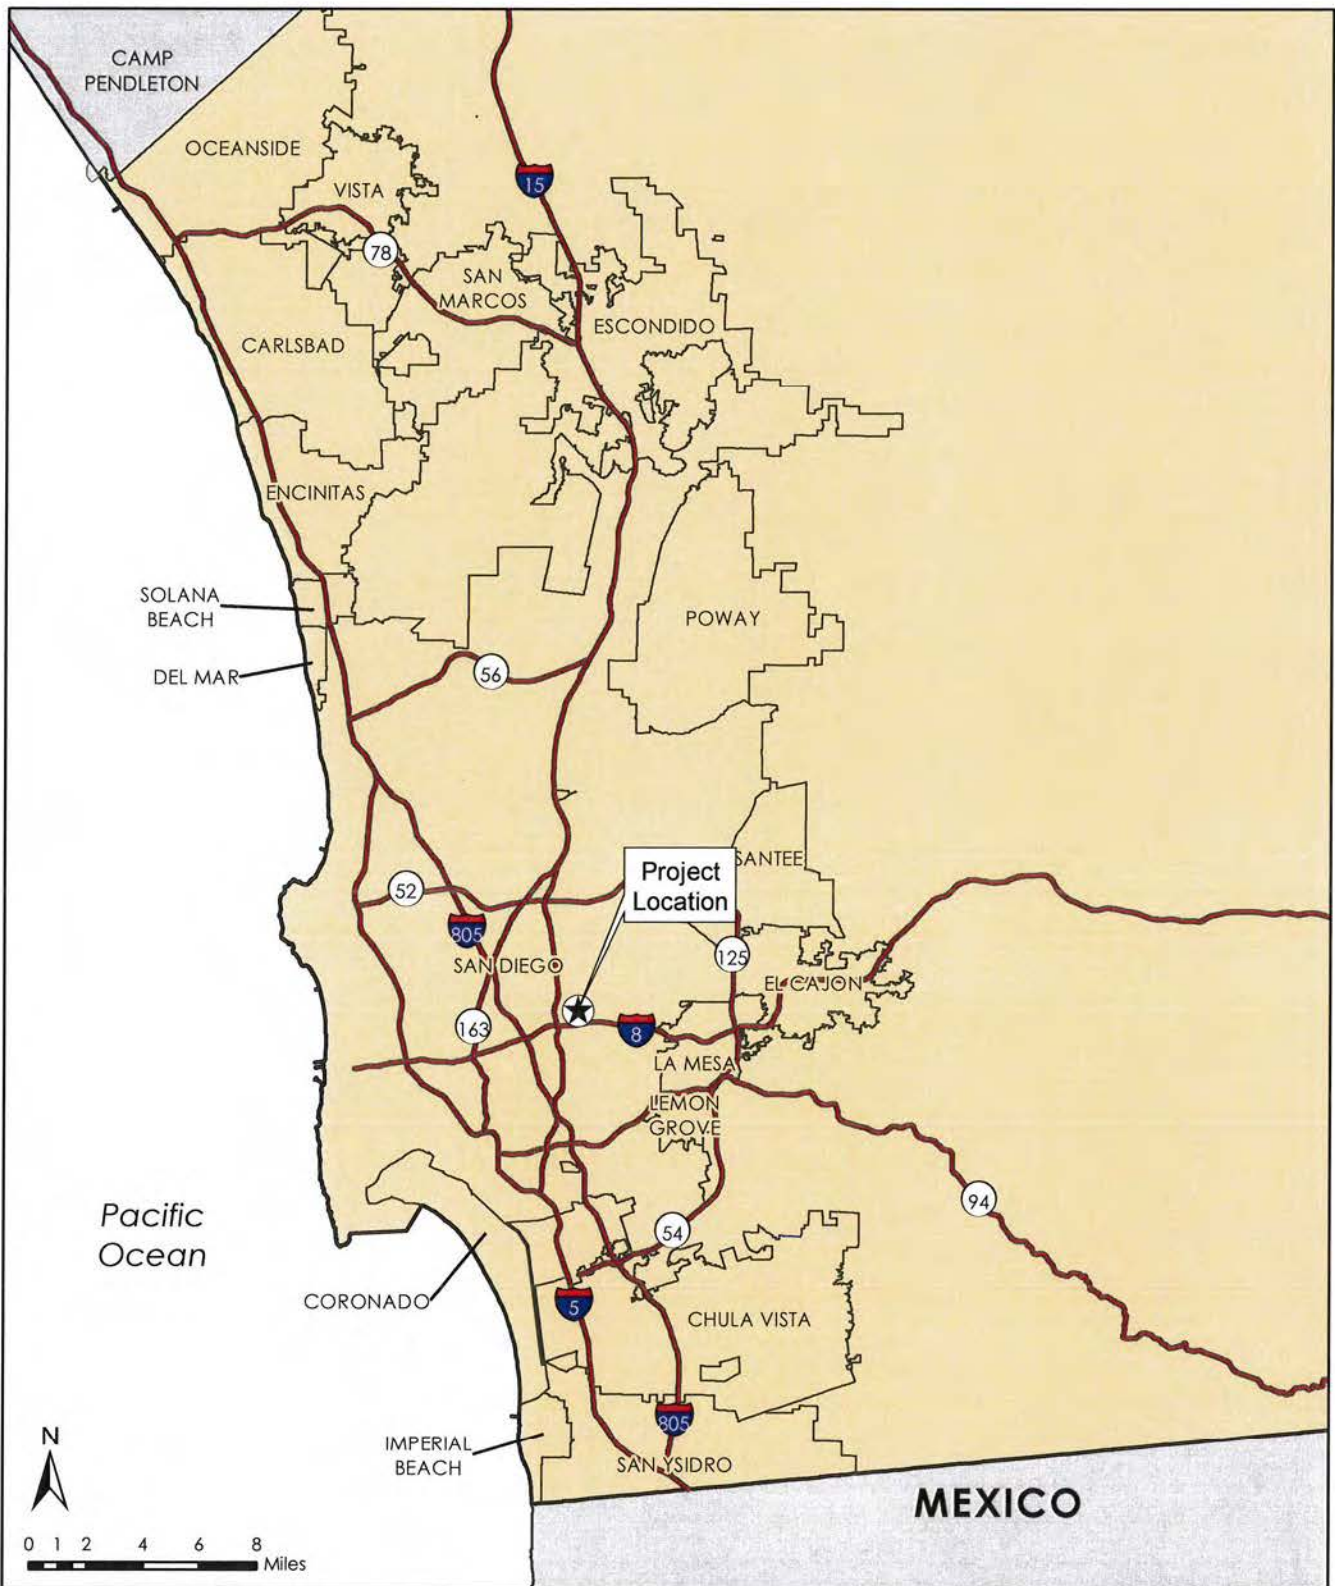 CAMP
PENDLETON
OCEANSIDE
VISTA
15
78
SAN
MARCOS
ESCONDIDO
CARLSBAD
ENCINITAS
SOLANA
BEACH
POWAY
DEL MAR
56
SANTEE
Project
Location
52
805
SAN DIEGO
125
EL CAJON
163
8
LA MESA
LEMON
GROVE
94
Pacific
Ocean
54
CORONADO
5
CHULA VISTA
805
IMPERIAL
BEACH
SAN YSIDRO
MEXICO
N
0 1 2 4 6 8
Miles